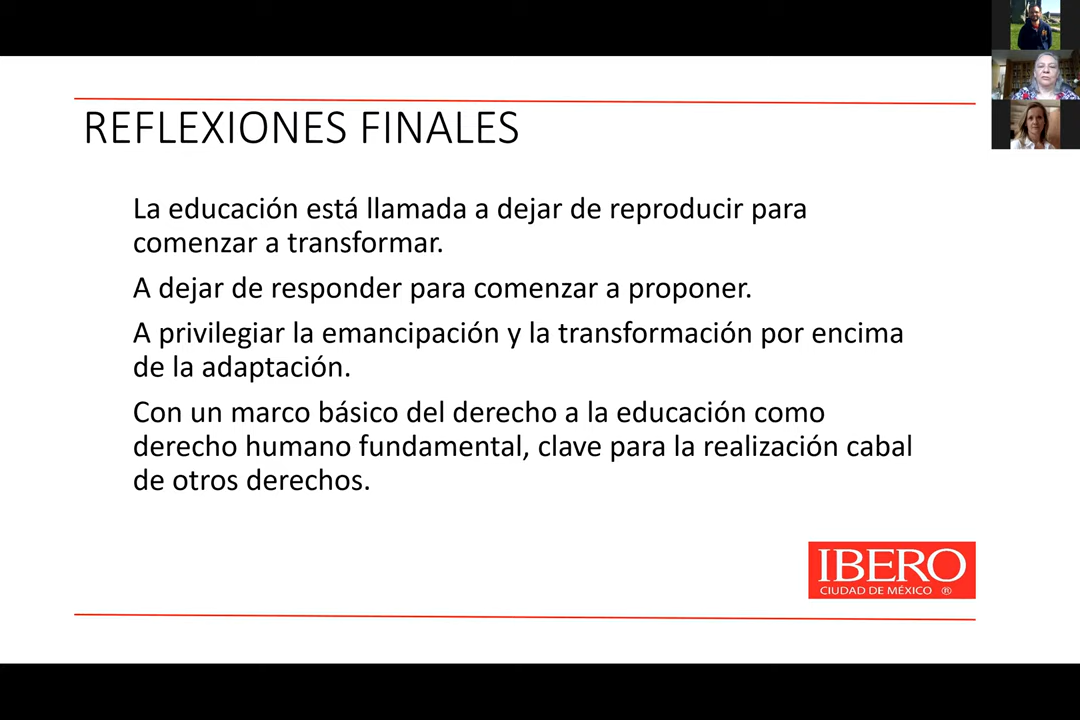 REFLEXIONES FINALES
La educación está llamada a dejar de reproducir para
comenzar a transformar.
A dejar de responder para comenzar a proponer.
A privilegiar la emancipación y la transformación por encima
de la adaptación.
Con un marco básico del derecho a la educación como
derecho humano fundamental, clave para la realización cabal
de otros derechos.
IBERO
CIUDAD DE MÉXICO ®